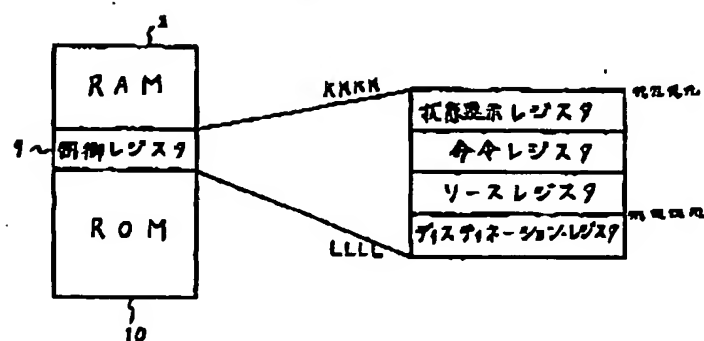 RAM
9
制御レジスタ
ROM
10
KKKK
LLLL
状態表示レジスタ
命令レジスタ
ソースレジスタ
ディスティネーション・レジスタ